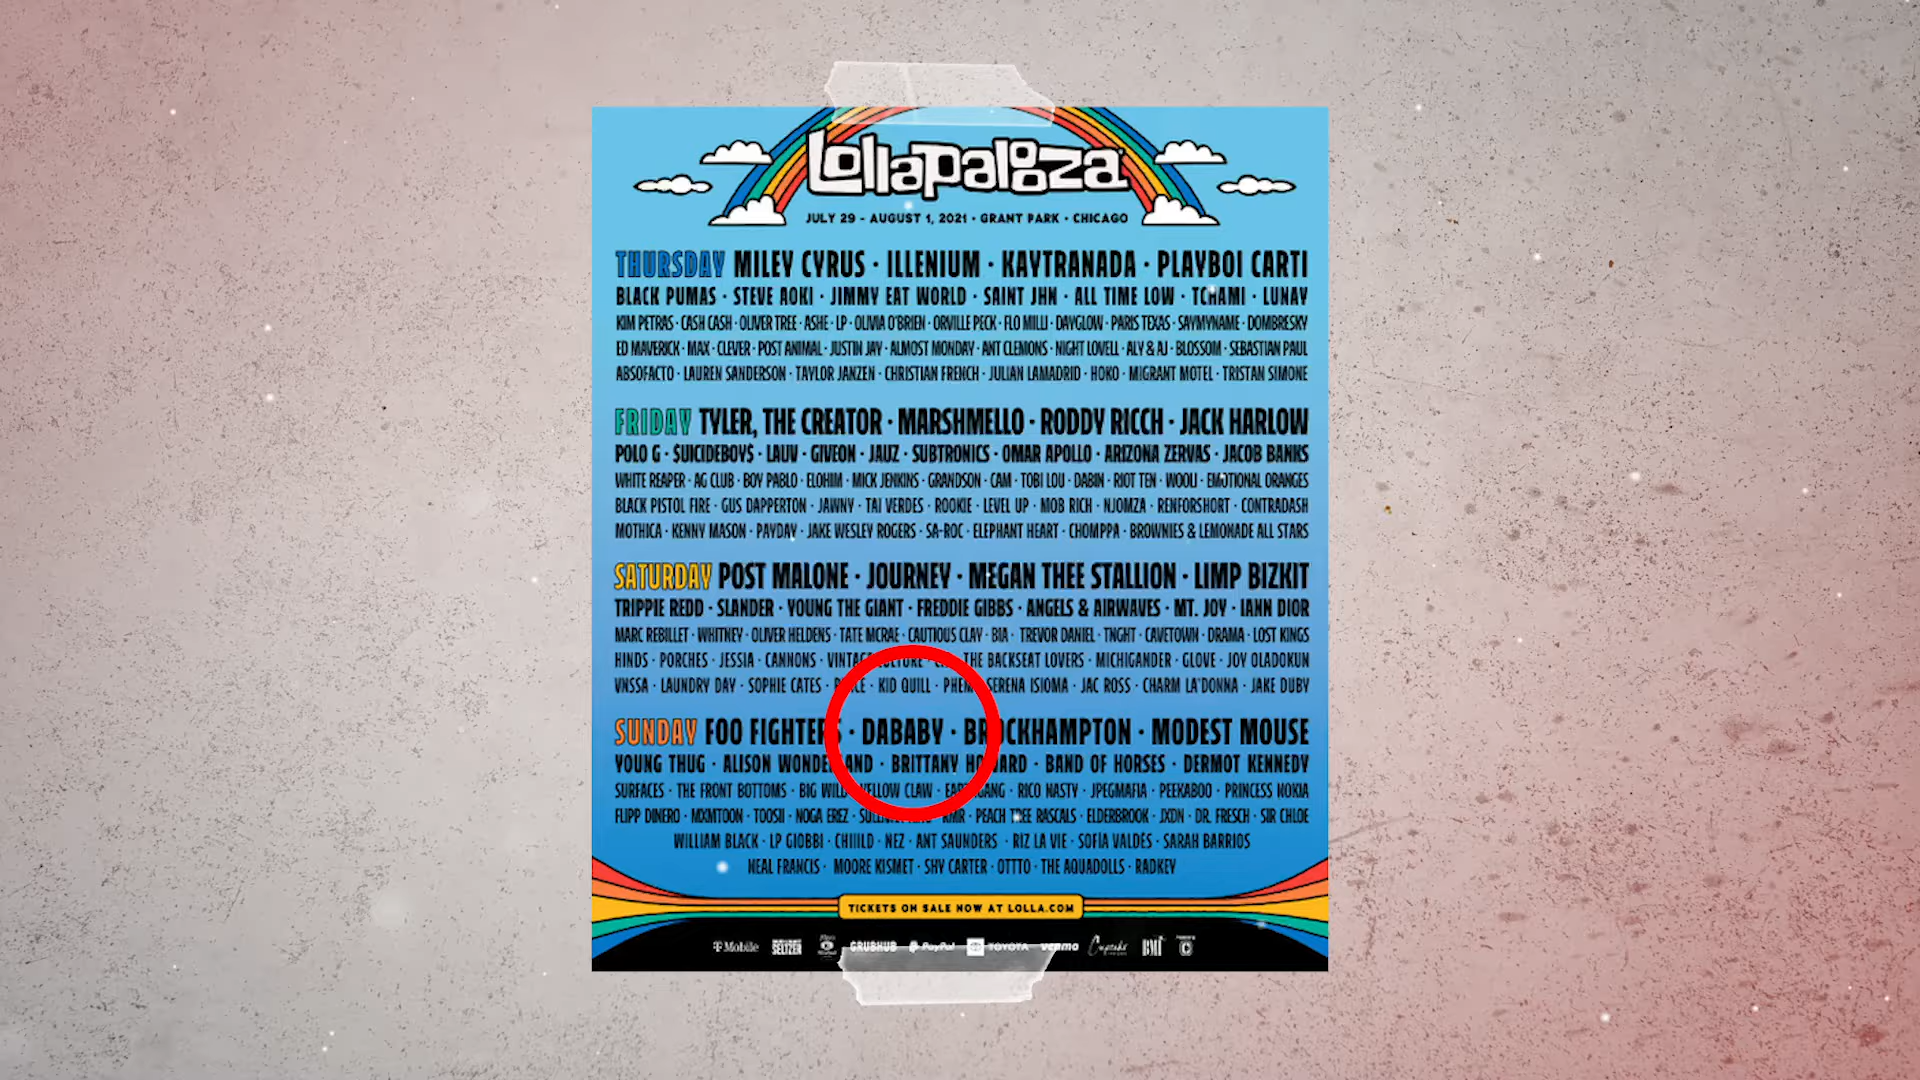 Lollapalooza
JULY 29 - AUGUST 1, 2021 · GRANT PARK · CHICAGO
THURSDAY MILEY CYRUS · ILLENIUM · KAYTRANADA · PLAYBOI CARTI
BLACK PUMAS · STEVE AOKI · JIMMY EAT WORLD · SAINT JHN · ALL TIME LOW · TCHAMI · LUNAY
KIM PETRAS · CASH CASH · OLIVER TREE · ASHE · LP · OLIVIA O'BRIEN · ORVILLE PECK · FLO MILLI · DAYGLOW · PARIS TEXAS · SAYMYNAME · DOMBRESKY
ED MAVERICK · MAX · CLEVER · POST ANIMAL · JUSTIN JAY · ALMOST MONDAY · ANT CLEMONS · NIGHT LOVELL · ALY & AJ · BLOSSOM · SEBASTIAN PAUL
ABSOFACTO · LAUREN SANDERSON · TAYLOR JANZEN · CHRISTIAN FRENCH · JULIAN LAMADRID · HOKO · MIGRANT MOTEL · TRISTAN SIMONE
FRIDAY TYLER, THE CREATOR · MARSHMELLO · RODDY RICCH · JACK HARLOW
POLO G · $UICIDEBOY$ · LAUV · GIVEON · JAUZ · SUBTRONICS · OMAR APOLLO · ARIZONA ZERVAS · JACOB BANKS
WHITE REAPER · AG CLUB · BOY PABLO · ELOHIM · MICK JENKINS · GRANDSON · CAM · TOBI LOU · DABIN · RIOT TEN · WOOLI · EMOTIONAL ORANGES
BLACK PISTOL FIRE · GUS DAPPERTON · JAWNY · TAI VERDES · ROOKIE · LEVEL UP · MOB RICH · NJOMZA · RENFORSHORT · CONTRADASH
MOTHICA · KENNY MASON · PAYDAY · JAKE WESLEY ROGERS · SA-ROC · ELEPHANT HEART · CHOMPPA · BROWNIES & LEMONADE ALL STARS
SATURDAY POST MALONE · JOURNEY · MEGAN THEE STALLION · LIMP BIZKIT
TRIPPIE REDD · SLANDER · YOUNG THE GIANT · FREDDIE GIBBS · ANGELS & AIRWAVES · MT. JOY · IANN DIOR
MARC REBILLET · WHITNEY · OLIVER HELDENS · TATE MCRAE · CAUTIOUS CLAY · BIA · TREVOR DANIEL · TNGHT · CAVETOWN · DRAMA · LOST KINGS
HINDS · PORCHES · JESSIA · CANNONS · VINTAGE CULTURE · THE BACKSEAT LOVERS · MICHIGANDER · GLOVE · JOY OLADOKUN
VNSSA · LAUNDRY DAY · SOPHIE CATES · KID QUILL · SERENA ISIOMA · JAC ROSS · CHARM LA'DONNA · JAKE DUBY
SUNDAY FOO FIGHTERS · DABABY · BROCKHAMPTON · MODEST MOUSE
YOUNG THUG · ALISON WONDERLAND · BRITTANY HOWARD · BAND OF HORSES · DERMOT KENNEDY
SURFACES · THE FRONT BOTTOMS · BIG WILD · YELLOW CLAW · EARTHGANG · RICO NASTY · JPEGMAFIA · PEEKABOO · PRINCESS NOKIA
FLIPP DINERO · MXMTOON · TOOSII · NOGA EREZ · PEACH TREE RASCALS · ELDERBROOK · JXDN · DR. FRESCH · SIR CHLOE
WILLIAM BLACK · LP GIOBBI · CHIIILD · NEZ · ANT SAUNDERS · RIZ LA VIE · SOFÍA VALDÉS · SARAH BARRIOS
NEAL FRANCIS · MOORE KISMET · SHY CARTER · OTTTO · THE AQUADOLLS · RADKEY
TICKETS ON SALE NOW AT LOLLA.COM
T Mobile SELTZER GRUBHUB PayPal TOYOTA venmo Cupcake BMI